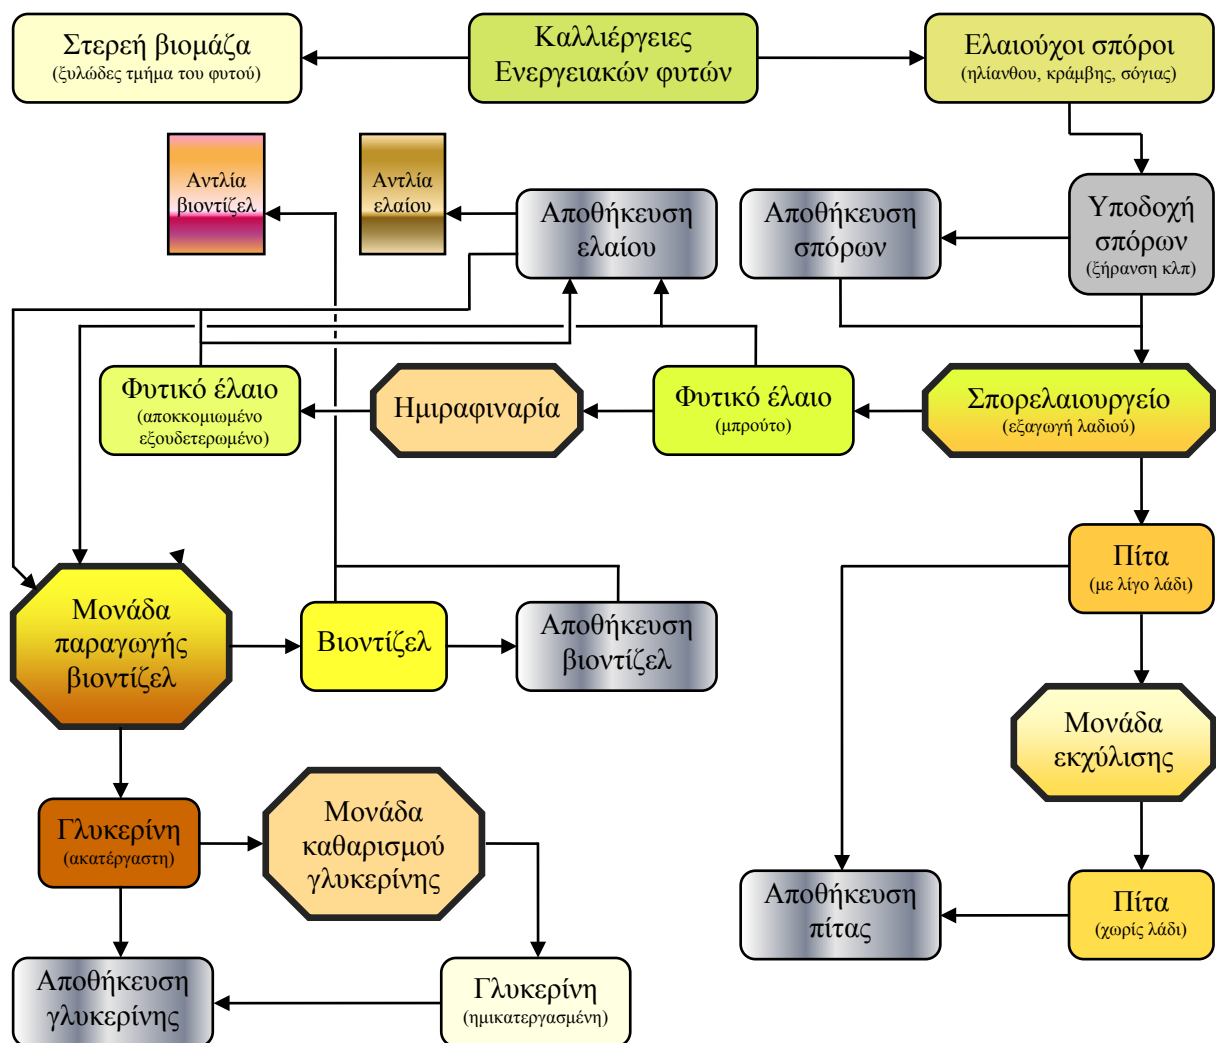 Στερεή βιομάζα
(ξυλώδες τμήμα του φυτού)
Καλλιέργειες
Ενεργειακών φυτών
Ελαιούχοι σπόροι
(ηλίανθου, κράμβης, σόγιας)
Αντλία
βιοντίζελ
Αντλία
ελαίου
Αποθήκευση
ελαίου
Αποθήκευση
σπόρων
Υποδοχή
σπόρων
(ξήρανση κλπ)
Φυτικό έλαιο
(αποκκομιωμένο
εξουδετερωμένο)
Ημιραφιναρία
Φυτικό έλαιο
(μπρούτο)
Σπορελαιουργείο
(εξαγωγή λαδιού)
Πίτα
(με λίγο λάδι)
Μονάδα
παραγωγής
βιοντίζελ
Βιοντίζελ
Αποθήκευση
βιοντίζελ
Μονάδα
εκχύλισης
Γλυκερίνη
(ακατέργαστη)
Μονάδα
καθαρισμού
γλυκερίνης
Αποθήκευση
πίτας
Πίτα
(χωρίς λάδι)
Αποθήκευση
γλυκερίνης
Γλυκερίνη
(ημικατεργασμένη)